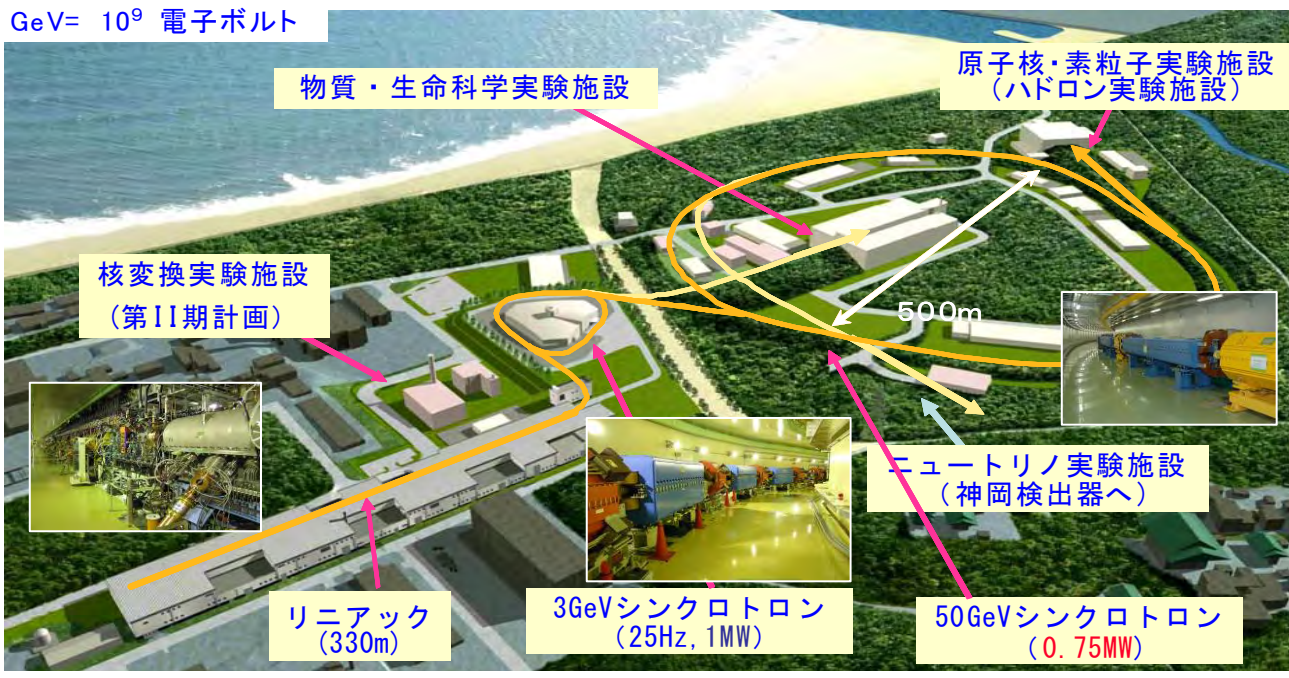 GeV= 10⁹ 電子ボルト
物質・生命科学実験施設
原子核・素粒子実験施設
(ハドロン実験施設)
核変換実験施設
(第II期計画)
500m
ニュートリノ実験施設
(神岡検出器へ)
リニアック
(330m)
3GeVシンクロトロン
(25Hz, 1MW)
50GeVシンクロトロン
(0.75MW)